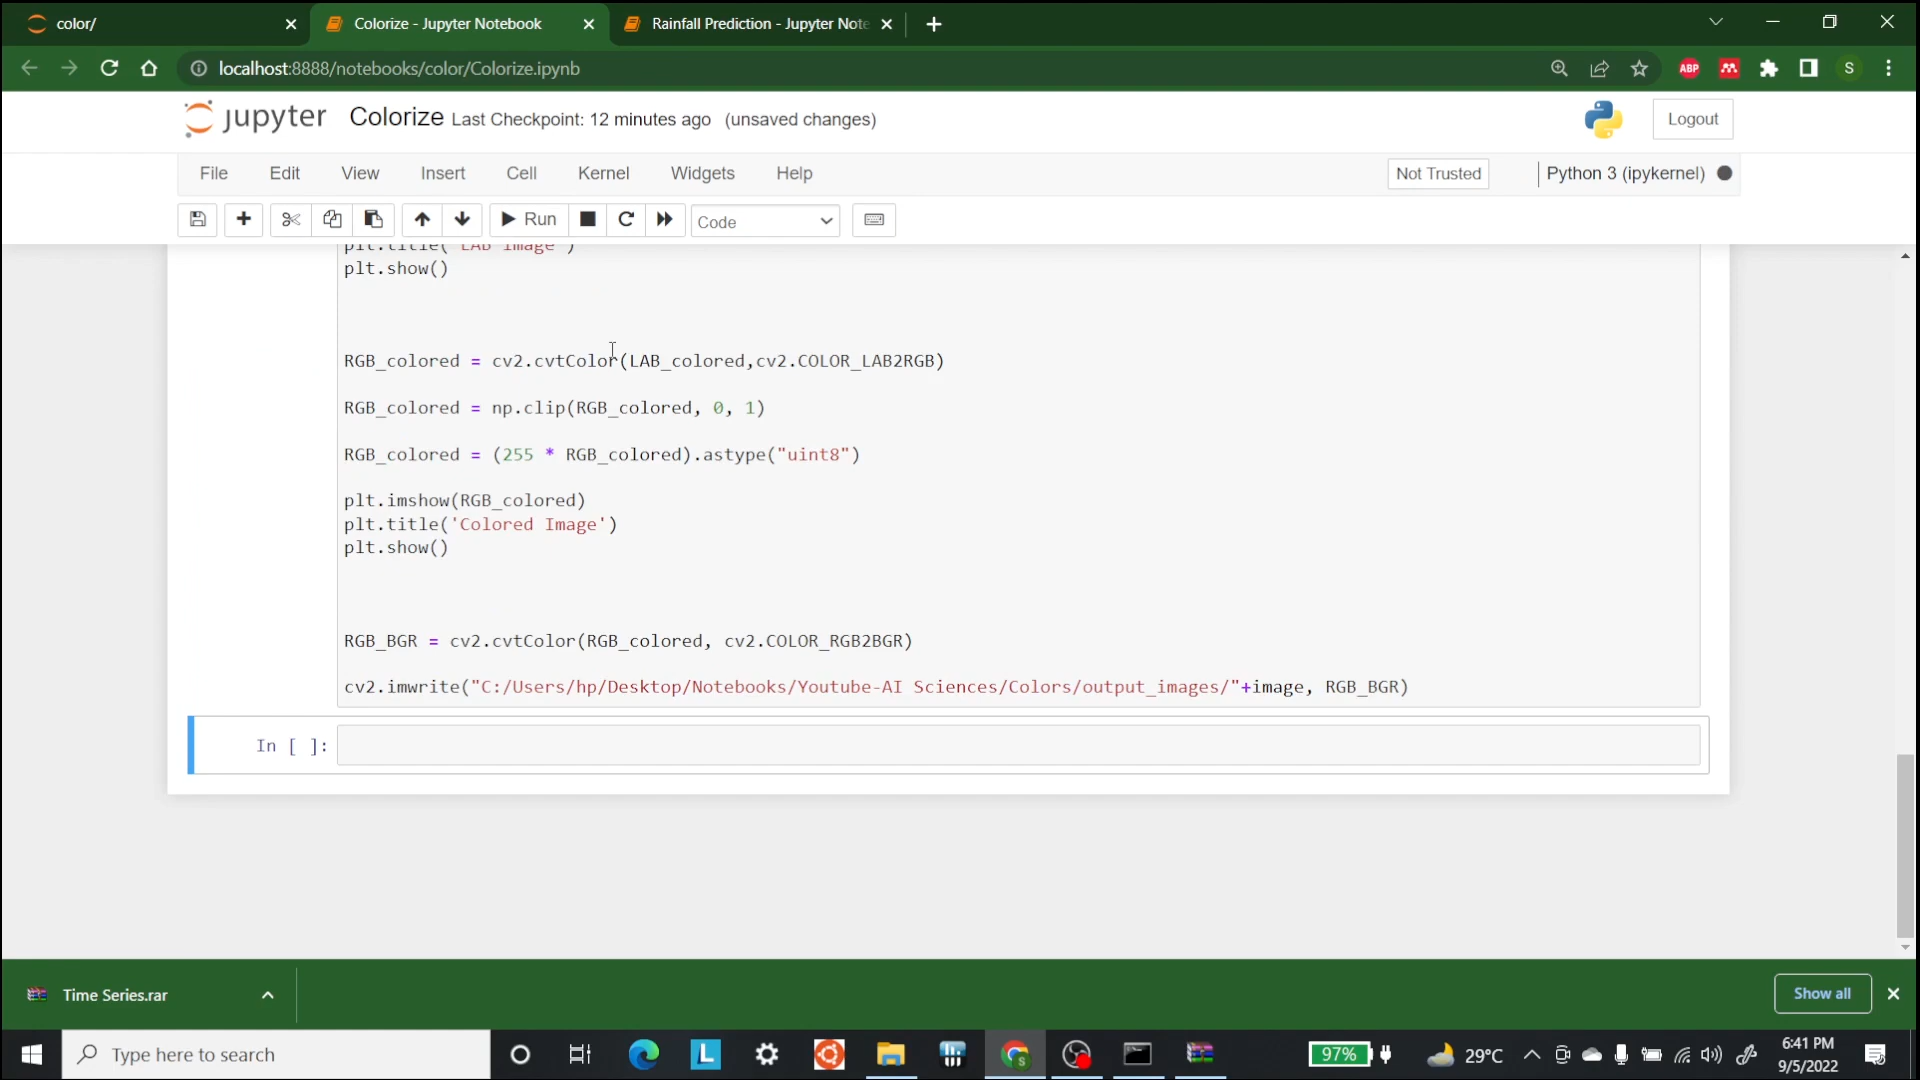 color/
Colorize - Jupyter Notebook
Rainfall Prediction - Jupyter Note
localhost:8888/notebooks/color/Colorize.ipynb
ABP
S
jupyter Colorize Last Checkpoint: 12 minutes ago (unsaved changes)
Logout
File Edit View Insert Cell Kernel Widgets Help
Not Trusted
Python 3 (ipykernel)
Run
Code
plt.title('LAB Image')
plt.show()
RGB_colored = cv2.cvtColor(LAB_colored,cv2.COLOR_LAB2RGB)
RGB_colored = np.clip(RGB_colored, 0, 1)
RGB_colored = (255 * RGB_colored).astype("uint8")
plt.imshow(RGB_colored)
plt.title('Colored Image')
plt.show()
RGB_BGR = cv2.cvtColor(RGB_colored, cv2.COLOR_RGB2BGR)
cv2.imwrite("C:/Users/hp/Desktop/Notebooks/Youtube-AI Sciences/Colors/output_images/"+image, RGB_BGR)
In [ ]:
Time Series.rar
Show all
Type here to search
L
97%
29°C
6:41 PM
9/5/2022